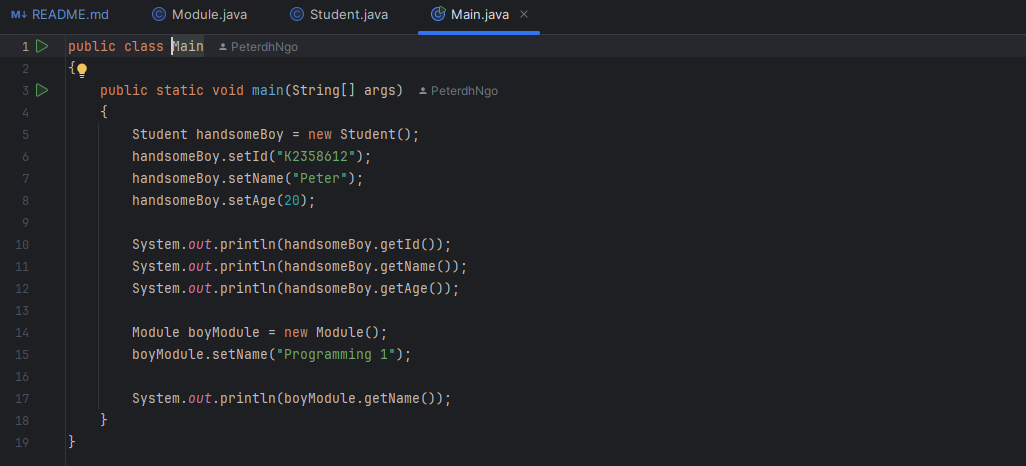 M↓ README.md Module.java Student.java Main.java ×
1 public class Main PeterdhNgo
2 {
3 public static void main(String[] args) PeterdhNgo
4 {
5 Student handsomeBoy = new Student();
6 handsomeBoy.setId("K2358612");
7 handsomeBoy.setName("Peter");
8 handsomeBoy.setAge(20);
9
10 System.out.println(handsomeBoy.getId());
11 System.out.println(handsomeBoy.getName());
12 System.out.println(handsomeBoy.getAge());
13
14 Module boyModule = new Module();
15 boyModule.setName("Programming 1");
16
17 System.out.println(boyModule.getName());
18 }
19 }